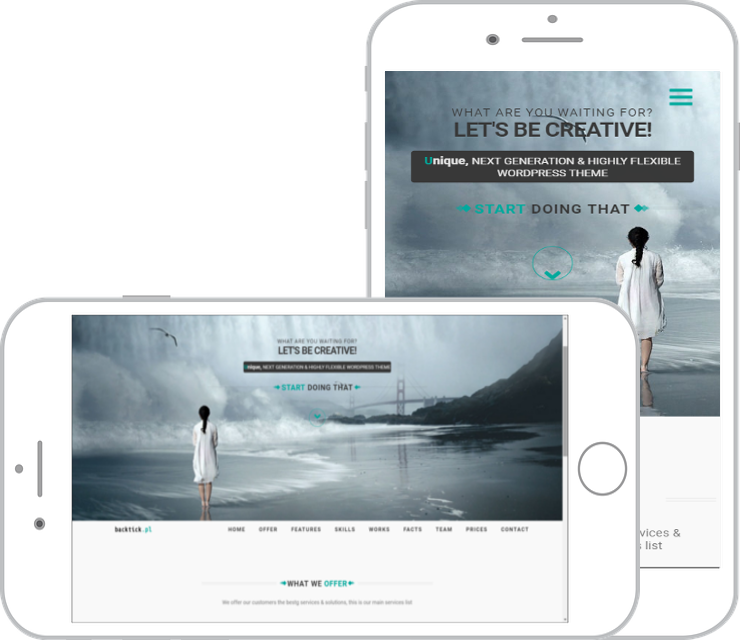 WHAT ARE YOU WAITING FOR?
LET'S BE CREATIVE!
Unique, NEXT GENERATION & HIGHLY FLEXIBLE
WORDPRESS THEME
START DOING THAT
vices &
s list
WHAT ARE YOU WAITING FOR?
LET'S BE CREATIVE!
Unique, NEXT GENERATION & HIGHLY FLEXIBLE WORDPRESS THEME
START DOING THAT
backtick.pl HOME OFFER FEATURES SKILLS WORKS FACTS TEAM PRICES CONTACT
WHAT WE OFFER
We offer our customers the bestg services & solutions, this is our main services list